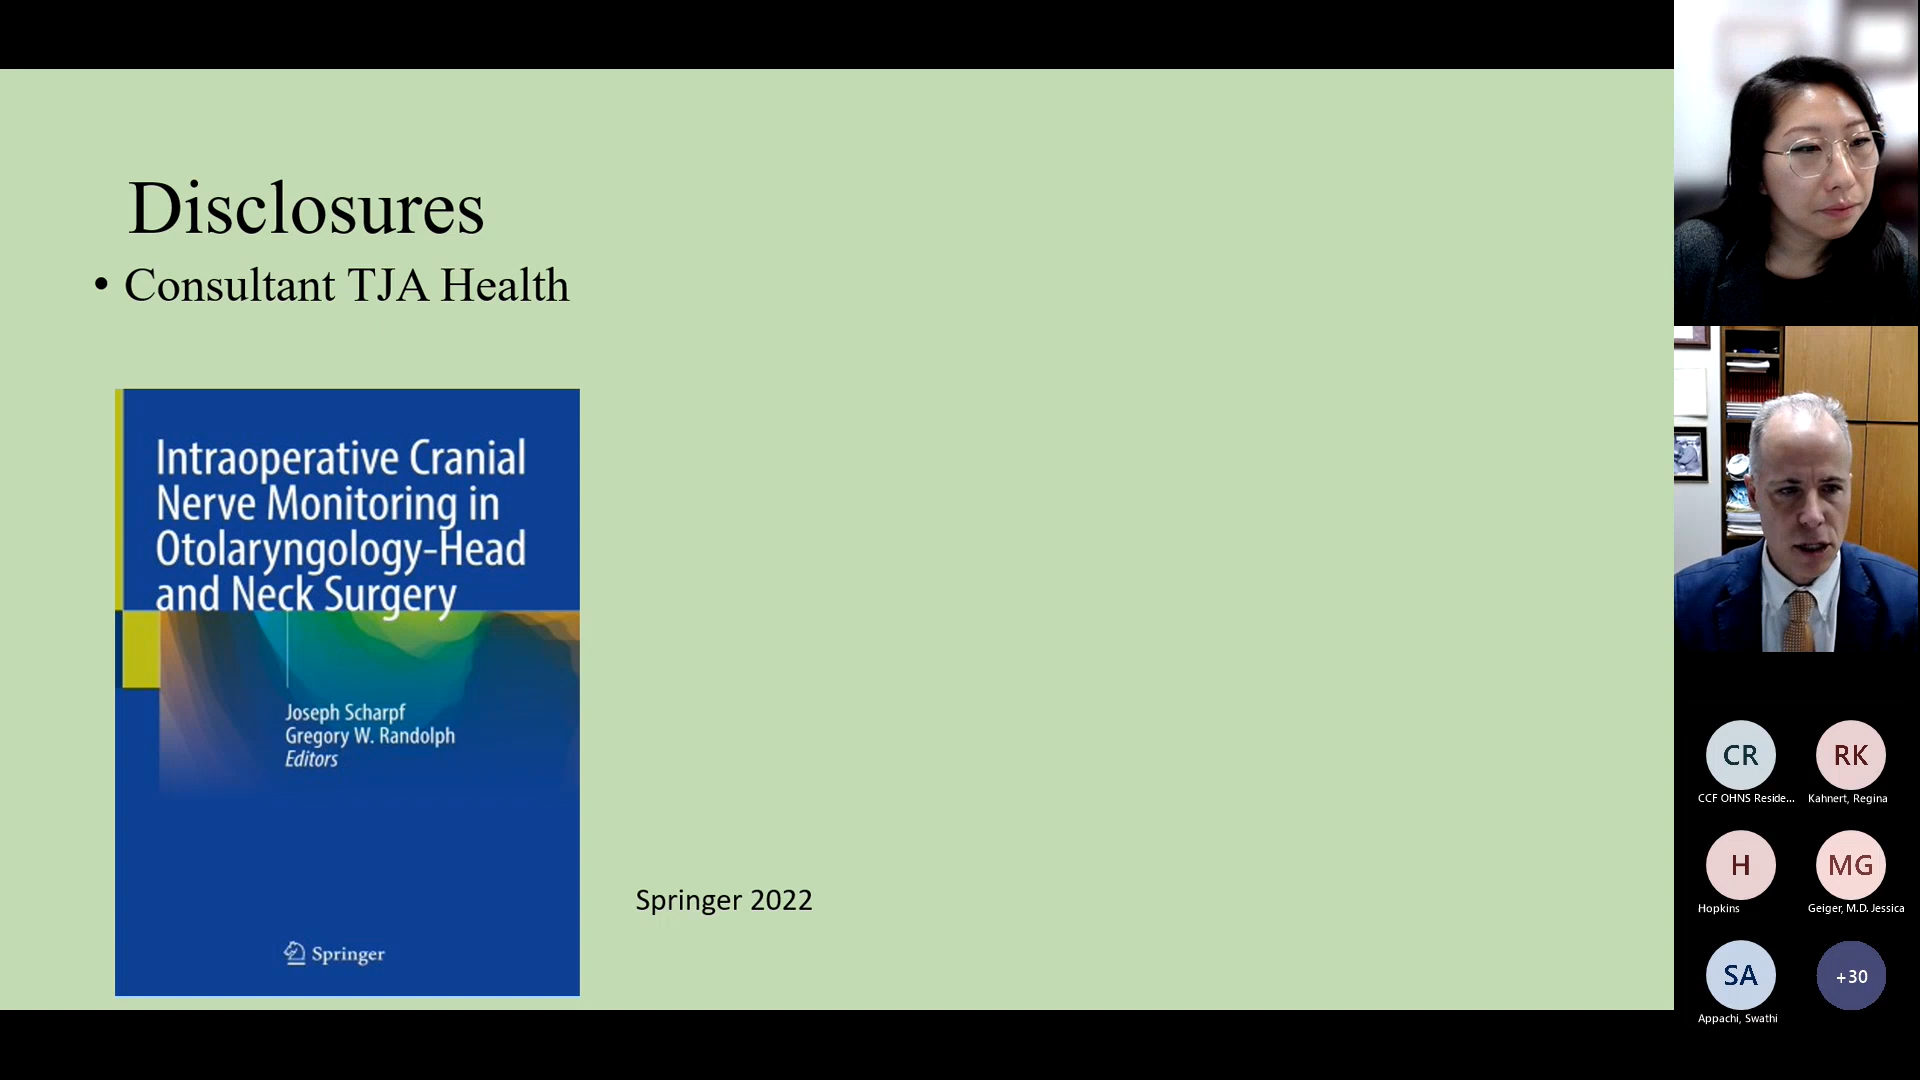 Disclosures
• Consultant TJA Health
Intraoperative Cranial
Nerve Monitoring in
Otolaryngology-Head
and Neck Surgery
Joseph Scharpf
Gregory W. Randolph
Editors
Springer
Springer 2022
CR
RK
CCF OHNS Reside...
Kahnert, Regina
H
MG
Hopkins
Geiger, M.D. Jessica
SA
+30
Appachi, Swathi